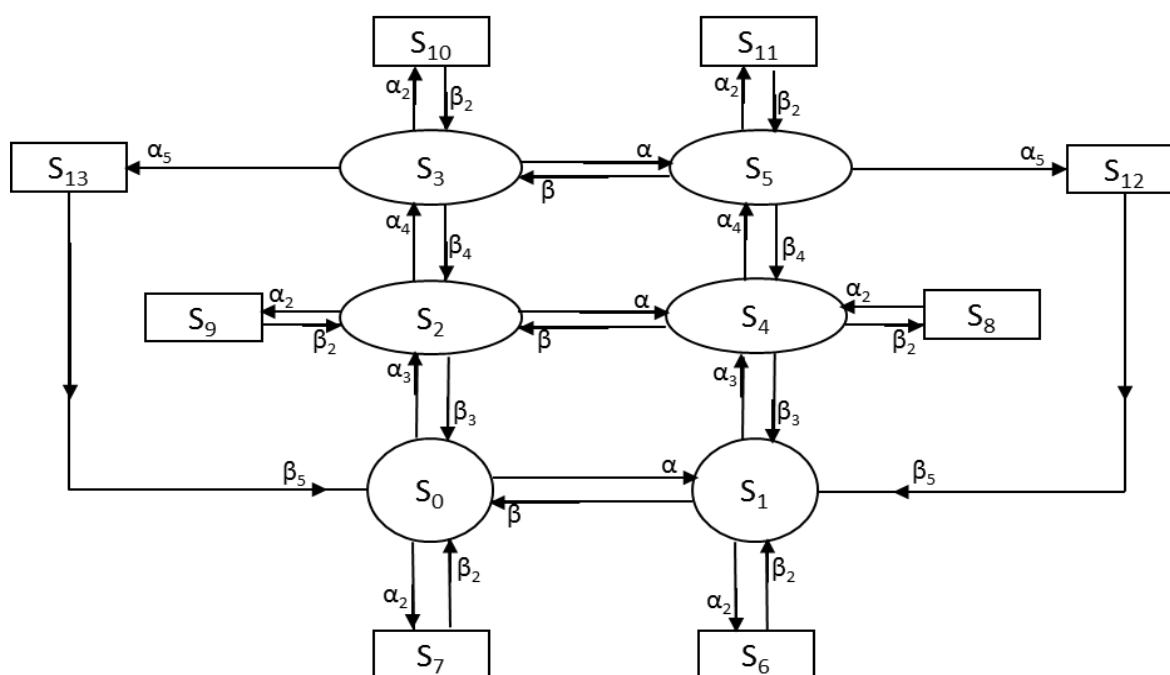 S₁₀ S₁₁
α₂ β₂ α₂ β₂
S₁₃ α₅ S₃ α S₅ α₅ S₁₂
β
α₄ β₄ α₄ β₄
S₉ α₂ S₂ α S₄ α₂ S₈
β₂ β β₂
α₃ β₃ α₃ β₃
β₅ S₀ α S₁ β₅
β
α₂ β₂ α₂ β₂
S₇ S₆